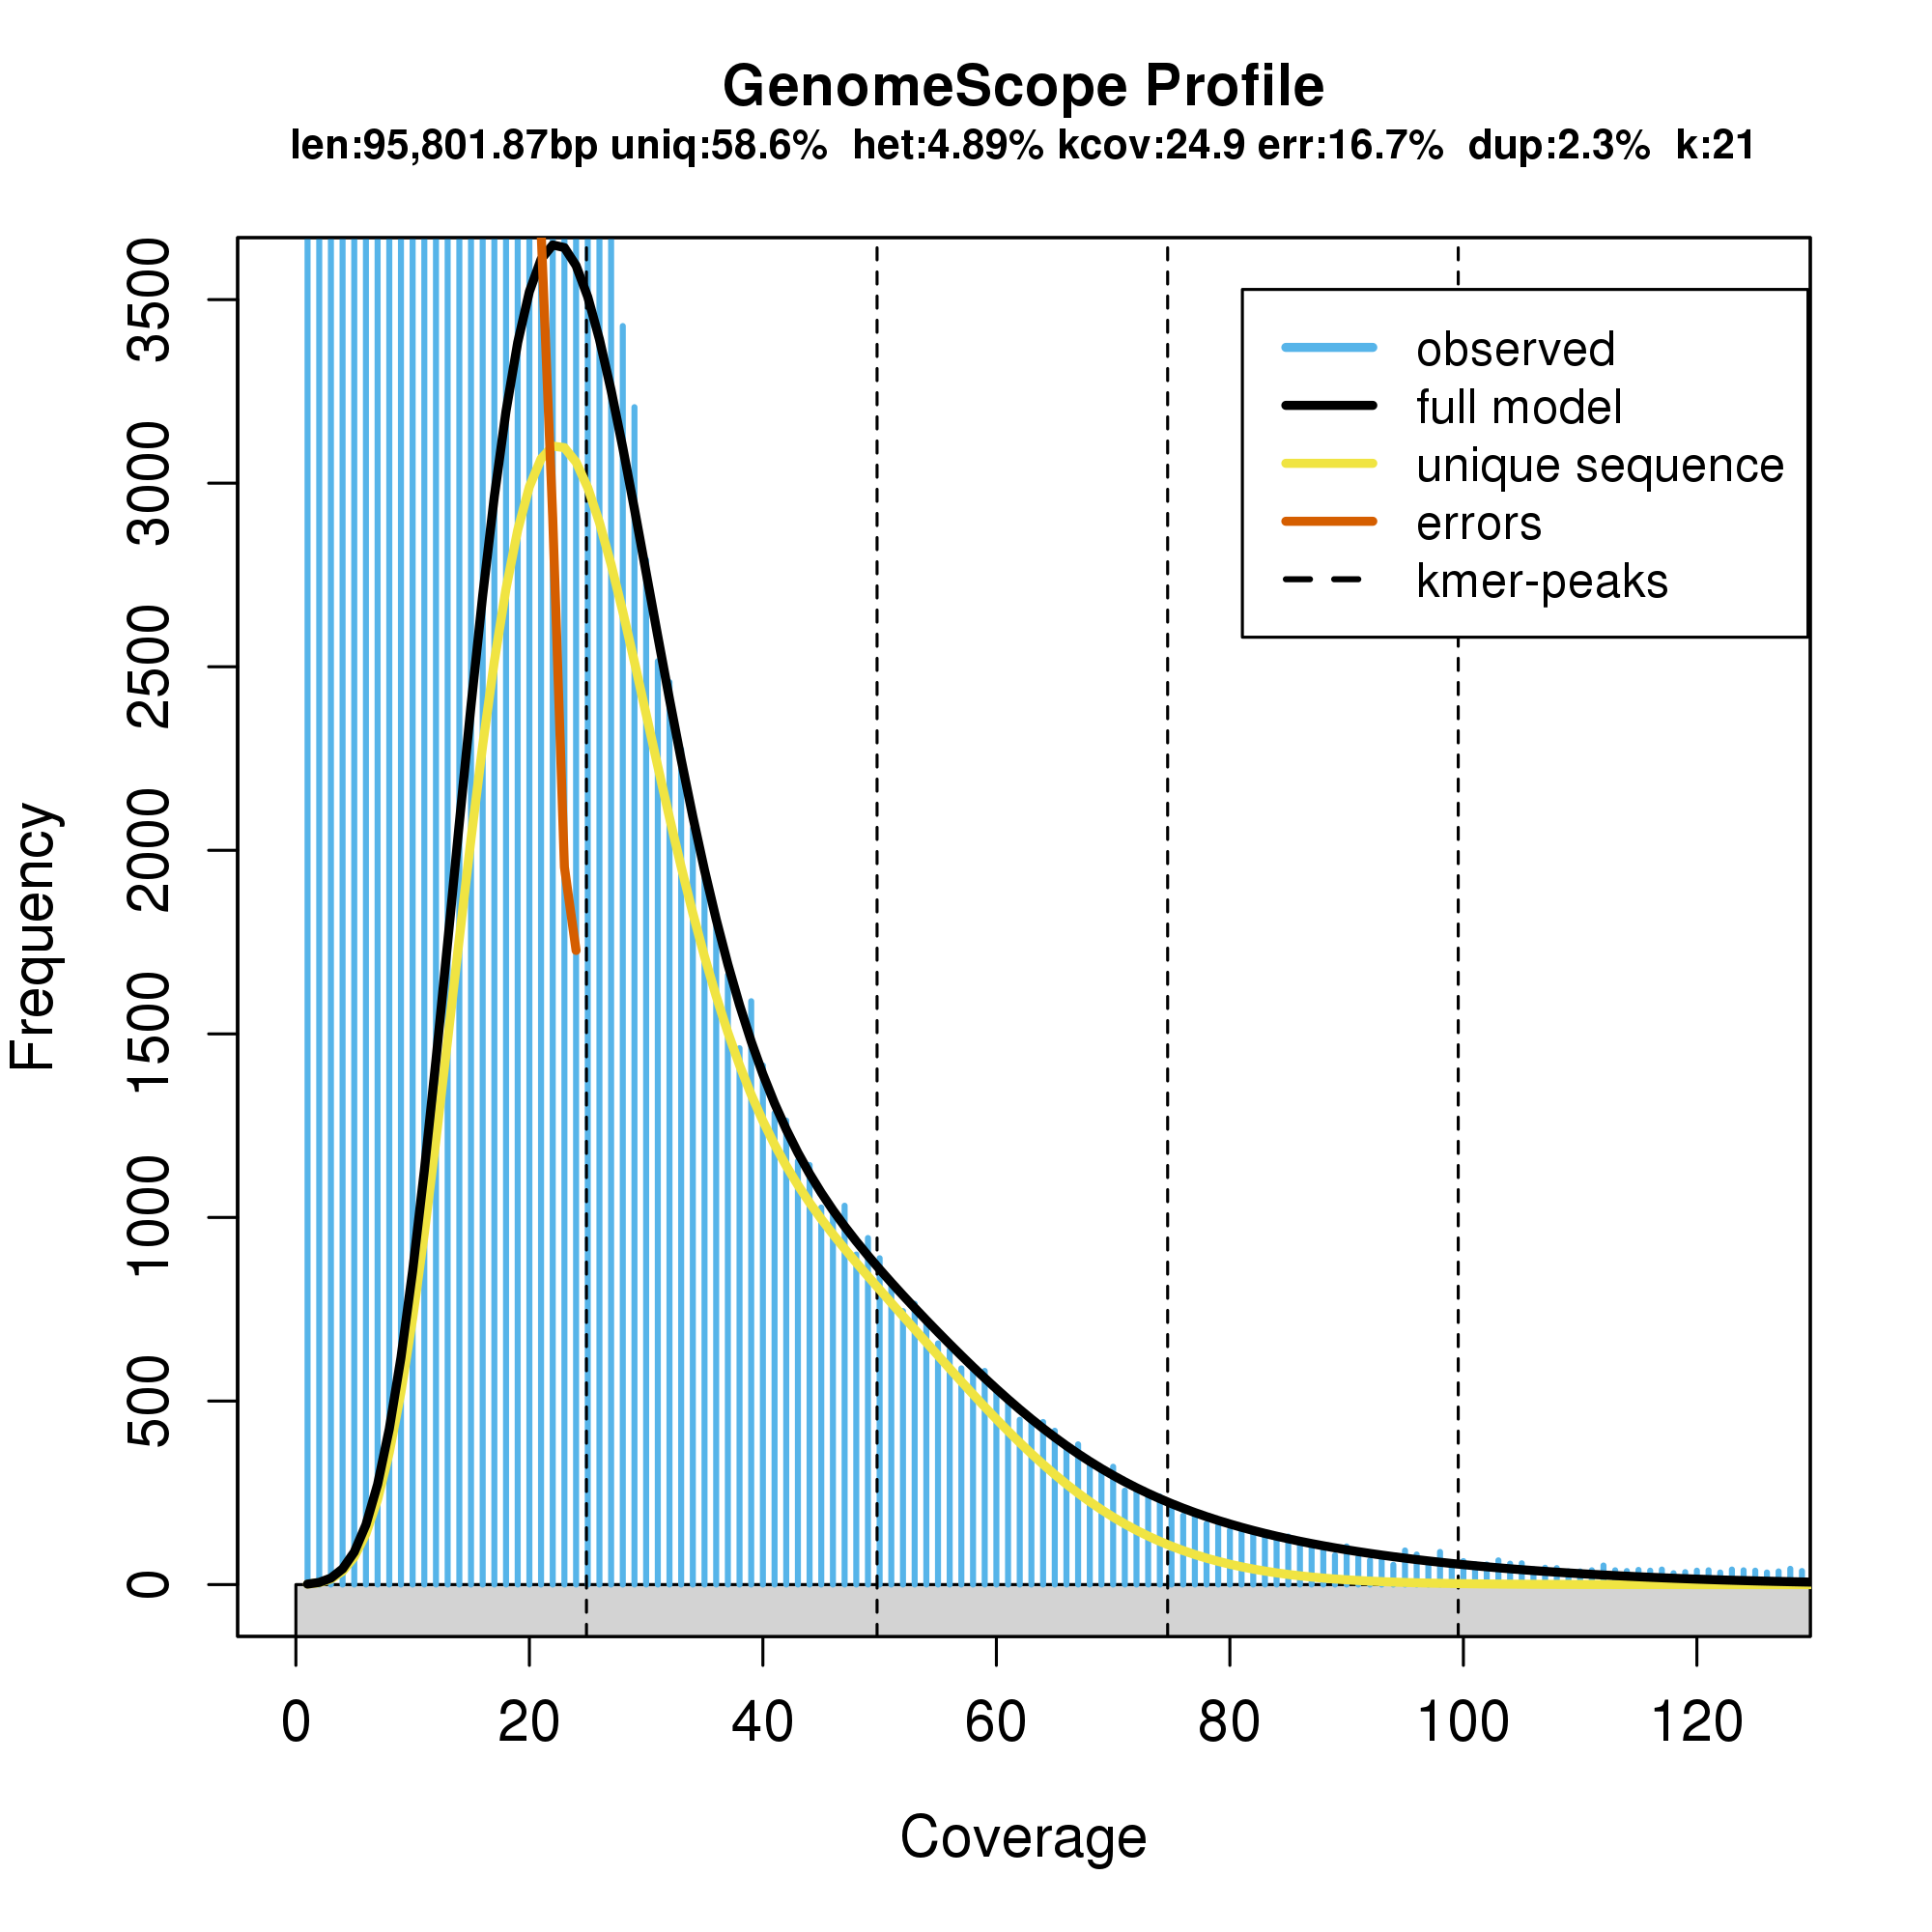 GenomeScope Profile
len:95,801.87bp uniq:58.6% het:4.89% kcov:24.9 err:16.7% dup:2.3% k:21
observed
full model
unique sequence
errors
kmer-peaks
Frequency
3500
3000
2500
2000
1500
1000
500
0
0 20 40 60 80 100 120
Coverage